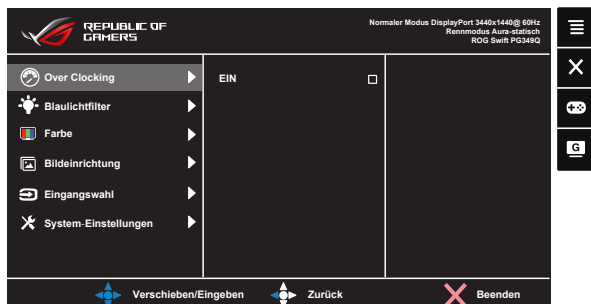 REPUBLIC OF
GAMERS
Normaler Modus DisplayPort 3440x1440@ 60Hz
Rennmodus Aura-statisch
ROG Swift PG349Q
Over Clocking
EIN
Blaulichtfilter
Farbe
Bildeinrichtung
Eingangswahl
System-Einstellungen
G
Verschieben/Eingeben
Zurück
Beenden